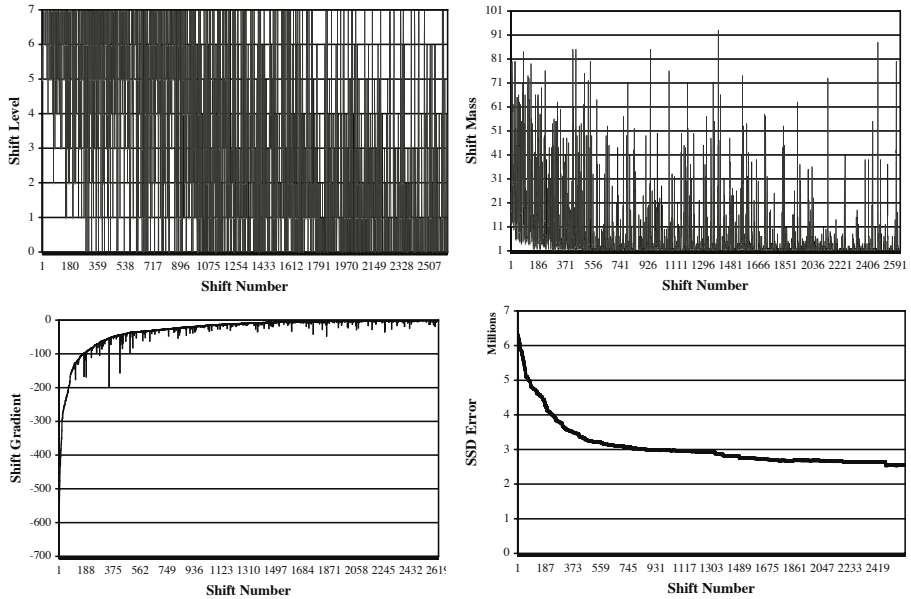 Shift Level
7
6
5
4
3
2
1
0
1 180 359 538 717 896 1075 1254 1433 1612 1791 1970 2149 2328 2507
Shift Number
Shift Mass
101
91
81
71
61
51
41
31
21
11
1
1 186 371 556 741 926 1111 1296 1481 1666 1851 2036 2221 2406 2591
Shift Number
Shift Gradient
0
-100
-200
-300
-400
-500
-600
-700
1 188 375 562 749 936 1123 1310 1497 1684 1871 2058 2245 2432 2619
Shift Number
Millions
SSD Error
7
6
5
4
3
2
1
0
1 187 373 559 745 931 1117 1303 1489 1675 1861 2047 2233 2419
Shift Number